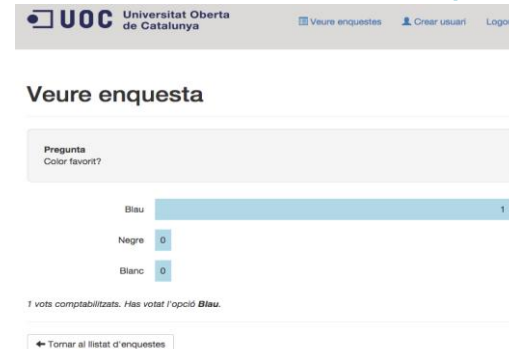 UOC Universitat Oberta
de Catalunya
Veure enquestes Crear usuari
Veure enquesta
Pregunta
Color favorit?
Blau 1
Negre 0
Blanc 0
1 vots comptabilitzats. Has votat l'opció Blau.
Tornar al llistat d'enquestes